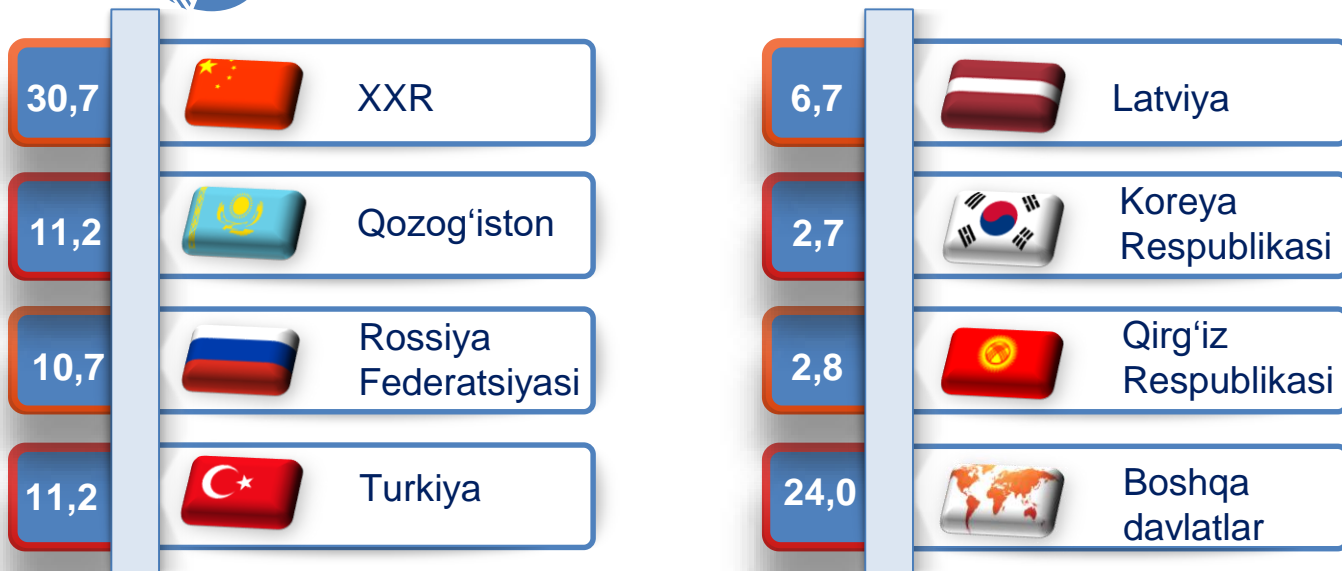 30,7
XXR
11,2
Qozog‘iston
10,7
Rossiya
Federatsiyasi
11,2
Turkiya
6,7
Latviya
2,7
Koreya
Respublikasi
2,8
Qirg‘iz
Respublikasi
24,0
Boshqa
davlatlar